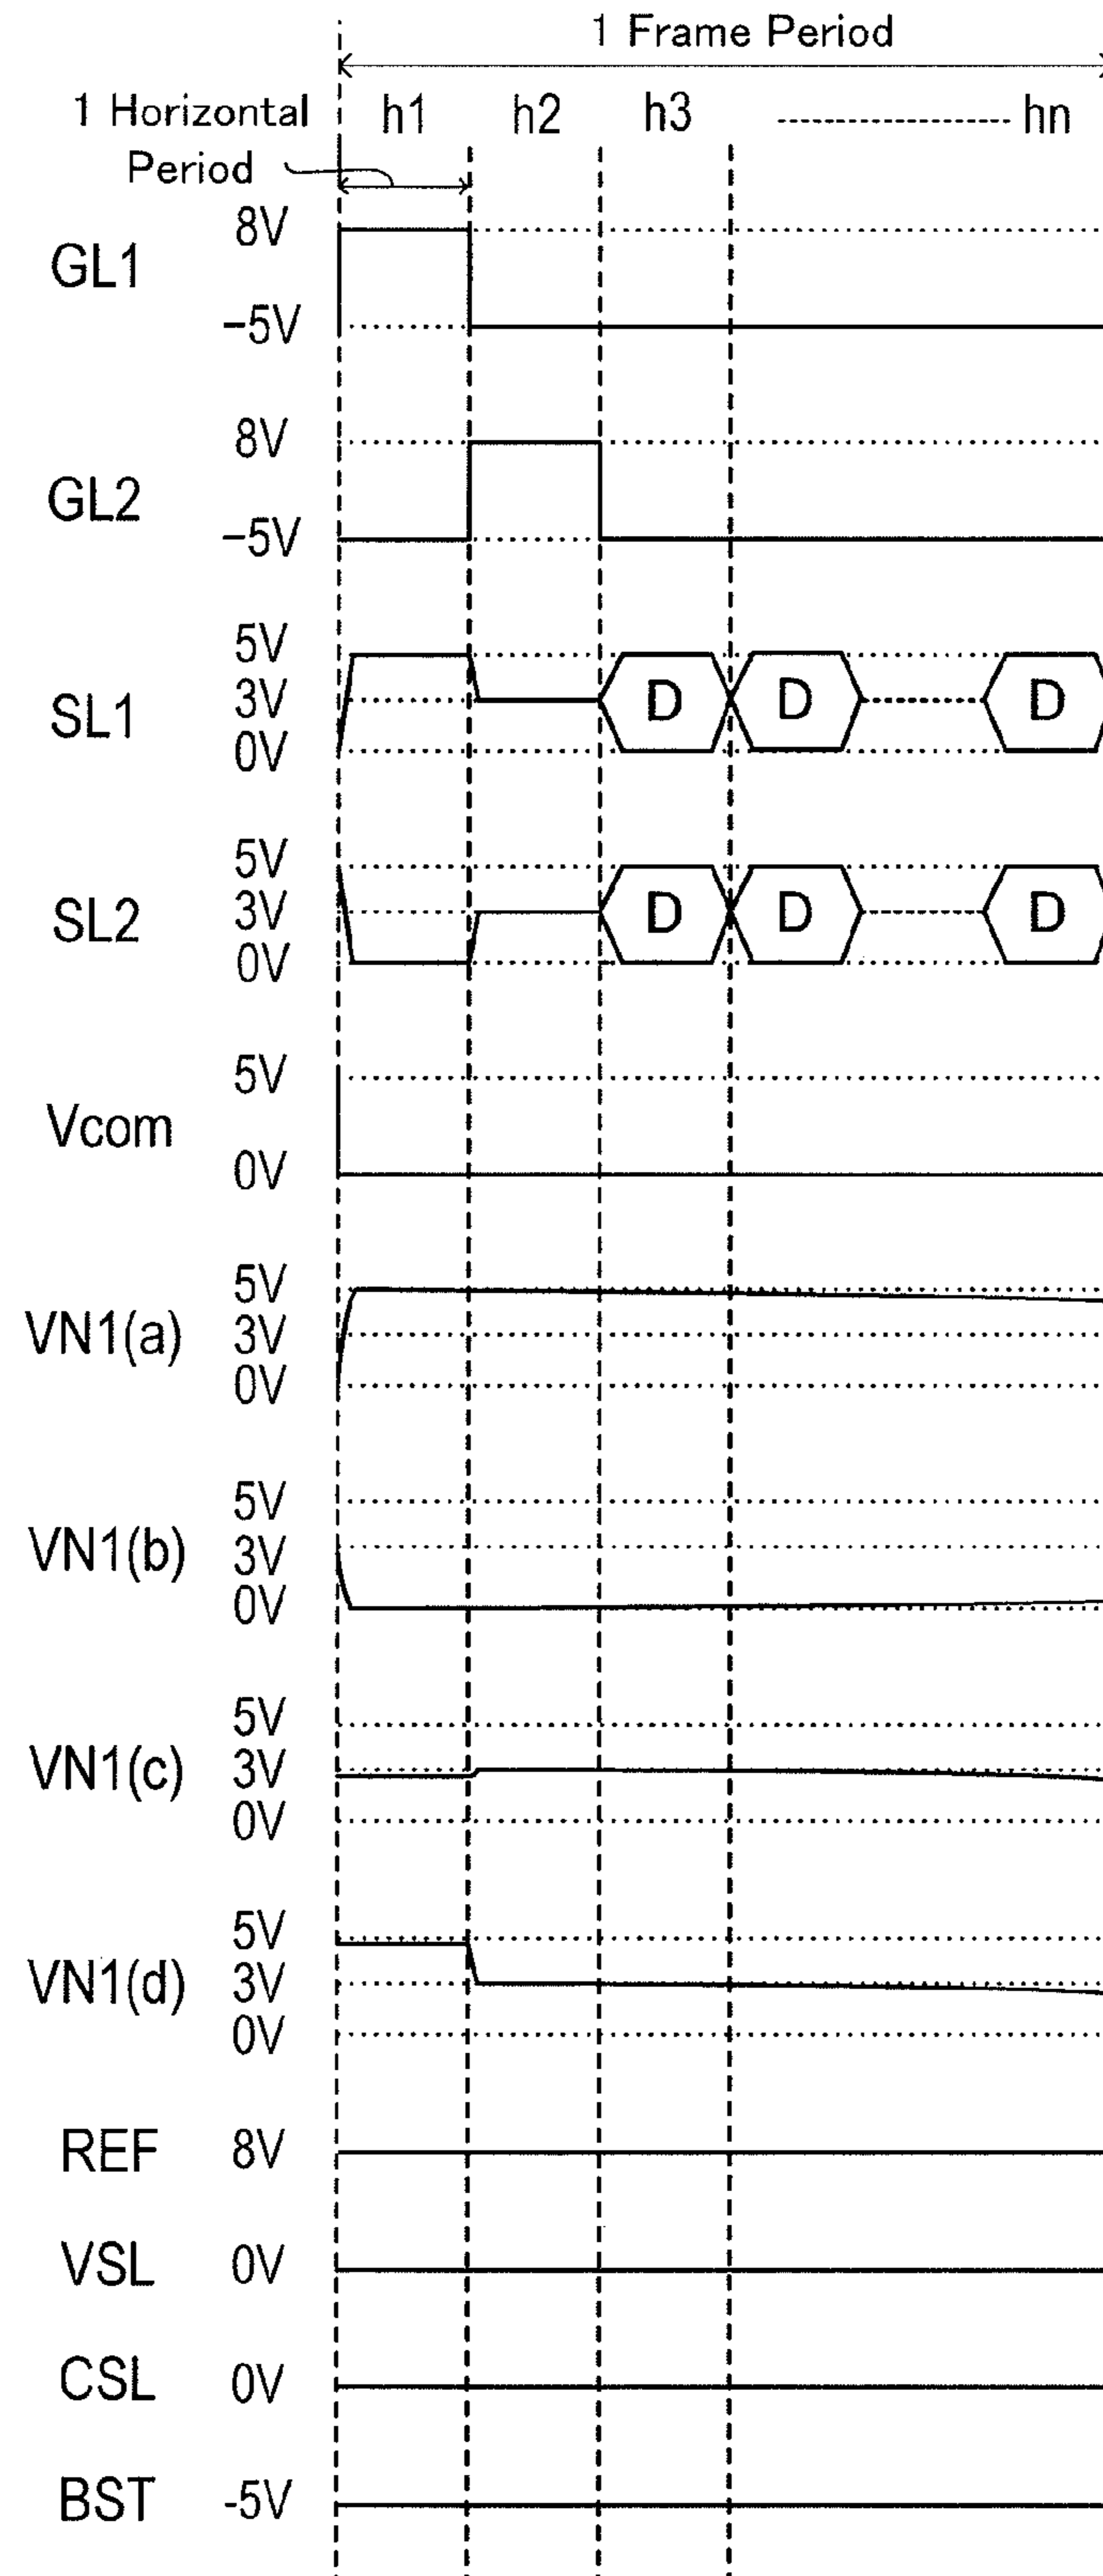 1 Frame Period
1 Horizontal Period
h1 h2 h3 hn
GL1 8V -5V
GL2 8V -5V
SL1 5V 3V 0V D D D
SL2 5V 3V 0V D D D
Vcom 5V 0V
VN1(a) 5V 3V 0V
VN1(b) 5V 3V 0V
VN1(c) 5V 3V 0V
VN1(d) 5V 3V 0V
REF 8V
VSL 0V
CSL 0V
BST -5V